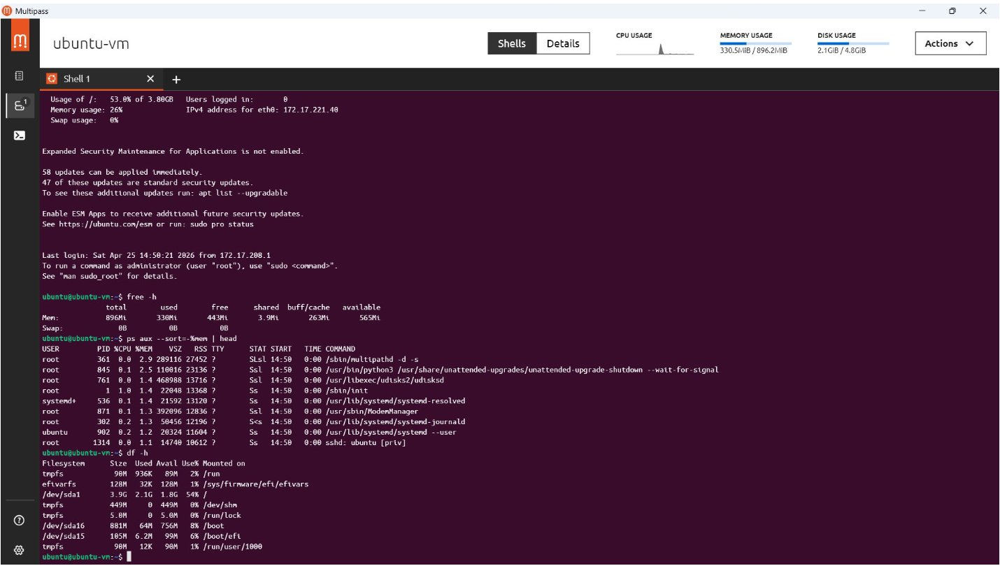 Multipass
ubuntu-vm
Shells
Details
CPU USAGE
MEMORY USAGE
330.5MiB / 896.2MiB
DISK USAGE
2.1GiB / 4.8GiB
Actions
1
Shell 1
Usage of /:   53.0% of 3.80GB   Users logged in:       0
Memory usage: 26%               IPv4 address for eth0: 172.17.221.40
Swap usage:   0%
Expanded Security Maintenance for Applications is not enabled.
58 updates can be applied immediately.
47 of these updates are standard security updates.
To see these additional updates run: apt list --upgradable
Enable ESM Apps to receive additional future security updates.
See https://ubuntu.com/esm or run: sudo pro status
Last login: Sat Apr 25 14:50:21 2026 from 172.17.208.1
To run a command as administrator (user "root"), use "sudo <command>".
See "man sudo_root" for details.
ubuntu@ubuntu-vm:~$ free -h
               total        used        free      shared  buff/cache   available
Mem:           896Mi       330Mi       443Mi       3.9Mi       263Mi       565Mi
Swap:             0B          0B          0B
ubuntu@ubuntu-vm:~$ ps aux --sort=-%mem | head
USER         PID %CPU %MEM    VSZ   RSS TTY      STAT START   TIME COMMAND
root         361  0.0  2.9 289116 27452 ?        SLsl 14:50   0:00 /sbin/multipathd -d -s
root         845  0.1  2.5 110016 23136 ?        Ssl  14:50   0:00 /usr/bin/python3 /usr/share/unattended-upgrades/unattended-upgrade-shutdown --wait-for-signal
root         761  0.0  1.4 468988 13716 ?        Ssl  14:50   0:00 /usr/libexec/udisks2/udisksd
root           1  1.0  1.4  22048 13368 ?        Ss   14:50   0:00 /sbin/init
systemd+     536  0.1  1.4  21592 13120 ?        Ss   14:50   0:00 /usr/lib/systemd/systemd-resolved
root         871  0.1  1.3 392096 12836 ?        Ssl  14:50   0:00 /usr/sbin/ModemManager
root         302  0.2  1.3  50456 12196 ?        S<s  14:50   0:00 /usr/lib/systemd/systemd-journald
ubuntu       902  0.2  1.2  20324 11604 ?        Ss   14:50   0:00 /usr/lib/systemd/systemd --user
root        1314  0.0  1.1  14740 10612 ?        Ss   14:50   0:00 sshd: ubuntu [priv]
ubuntu@ubuntu-vm:~$ df -h
Filesystem      Size  Used Avail Use% Mounted on
tmpfs            90M  936K   89M   2% /run
efivarfs        128M   32K  128M   1% /sys/firmware/efi/efivars
/dev/sda1       3.9G  2.1G  1.8G  54% /
tmpfs           449M     0  449M   0% /dev/shm
tmpfs           5.0M     0  5.0M   0% /run/lock
/dev/sda16      881M   64M  756M   8% /boot
/dev/sda15      105M  6.2M   99M   6% /boot/efi
tmpfs            90M   12K   90M   1% /run/user/1000
ubuntu@ubuntu-vm:~$